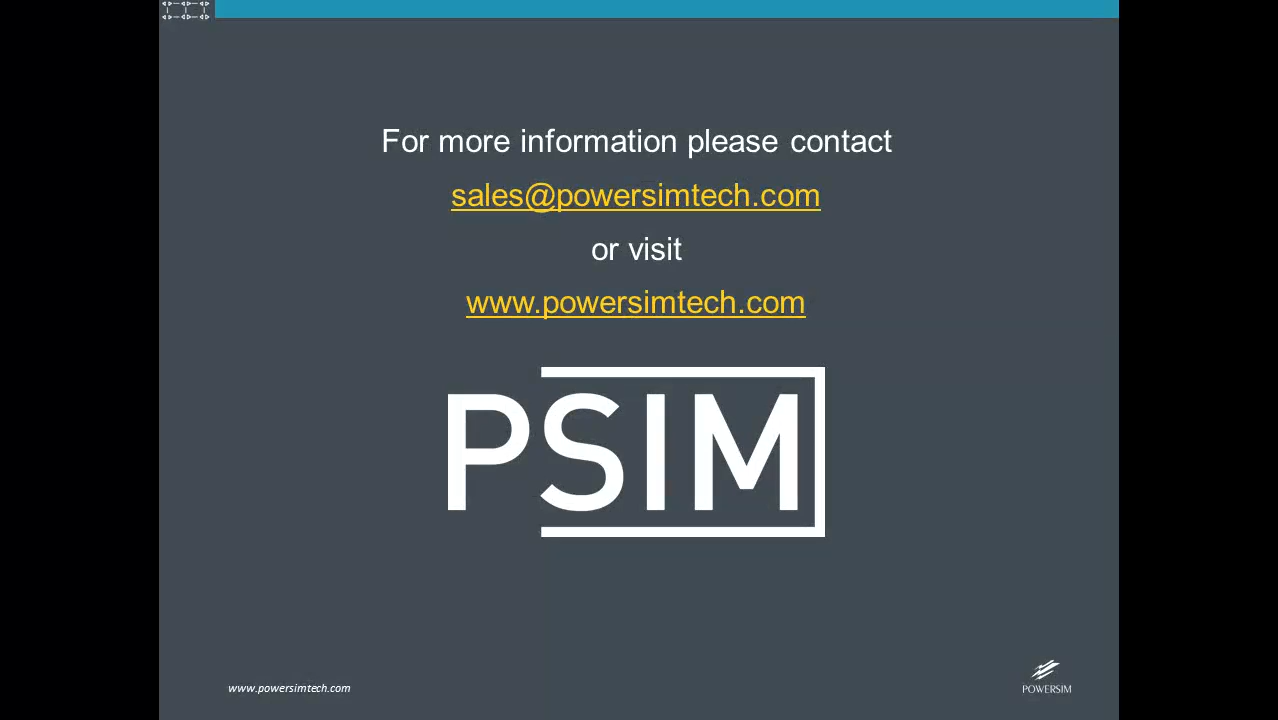 For more information please contact
sales@powersimtech.com
or visit
www.powersimtech.com
PSIM
www.powersimtech.com
POWERSIM